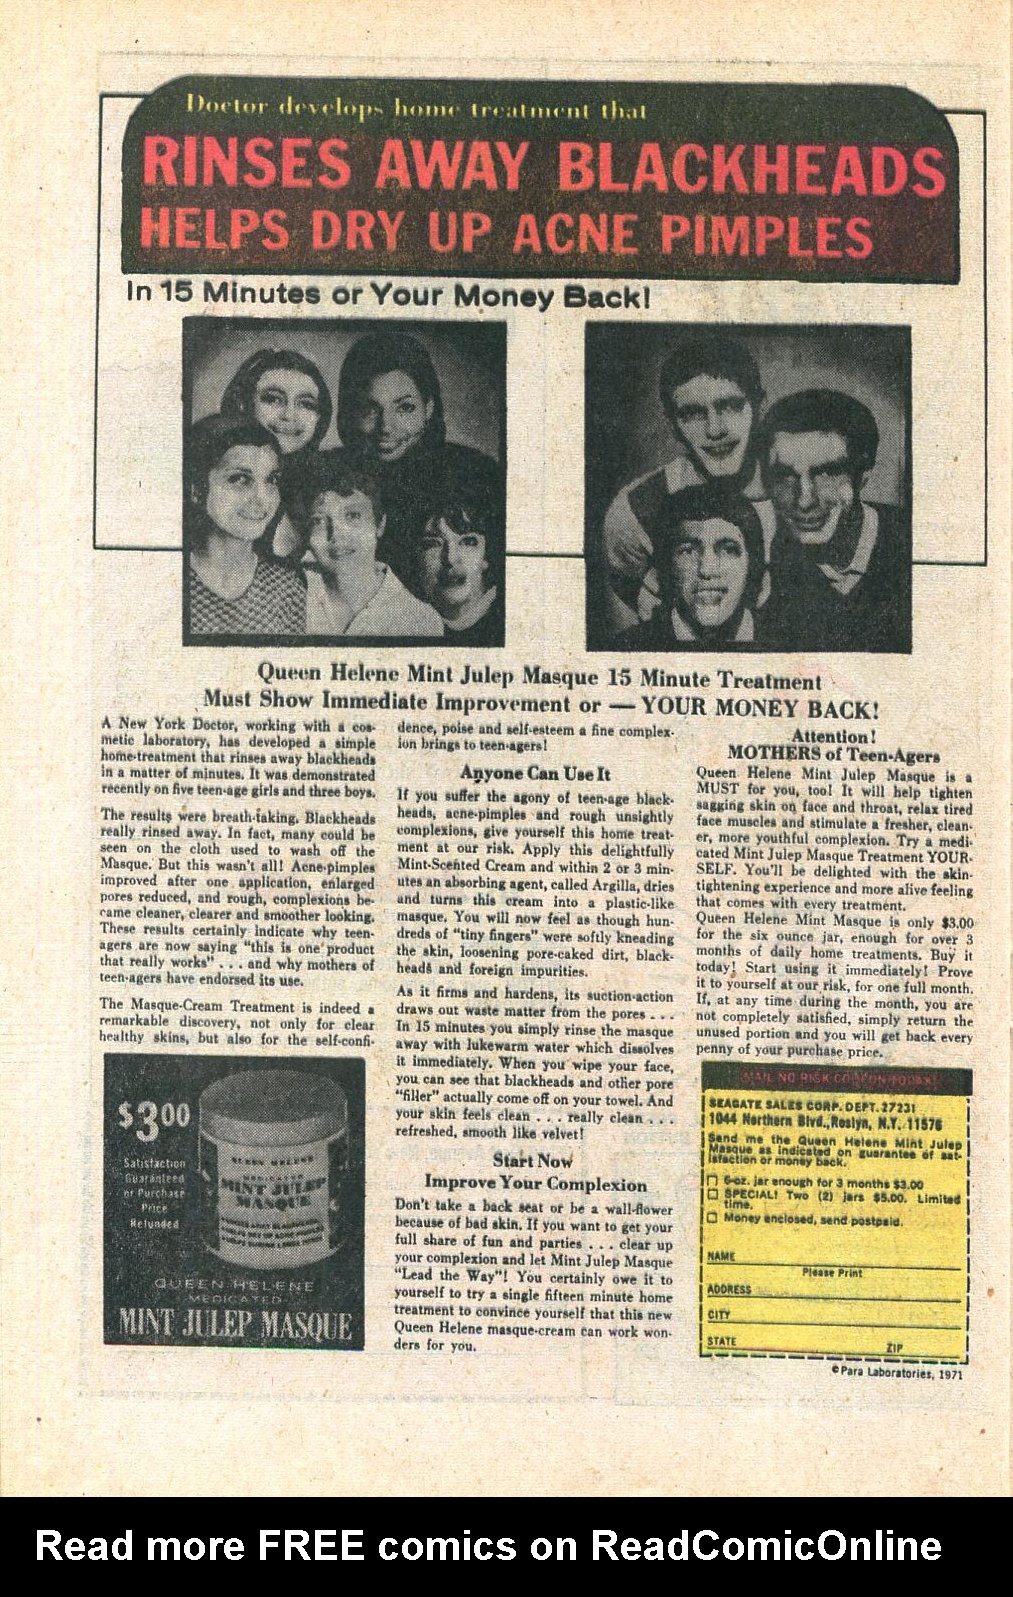 Doctor develops home treatment that
RINSES AWAY BLACKHEADS
HELPS DRY UP ACNE PIMPLES
In 15 Minutes or Your Money Back!
Queen Helene Mint Julep Masque 15 Minute Treatment
Must Show Immediate Improvement or — YOUR MONEY BACK!
A New York Doctor, working with a cos-
metic laboratory, has developed a simple
home-treatment that rinses away blackheads
in a matter of minutes. It was demonstrated
recently on five teen-age girls and three boys.
The results were breath-taking. Blackheads
really rinsed away. In fact, many could be
seen on the cloth used to wash off the
Masque. But this wasn't all! Acne-pimples
improved after one application, enlarged
pores reduced, and rough, complexions be-
came cleaner, clearer and smoother looking.
These results certainly indicate why teen-
agers are now saying "this is one product
that really works" . . . and why mothers of
teen-agers have endorsed its use.
The Masque-Cream Treatment is indeed a
remarkable discovery, not only for clear
healthy skins, but also for the self-confi-
$3.00
Satisfaction
Guaranteed
or Purchase
Price
Refunded
QUEEN HELENE
MEDICATED
MINT JULEP
MASQUE
QUEEN HELENE
MEDICATED
MINT JULEP MASQUE
dence, poise and self-esteem a fine complex-
ion brings to teen-agers!
Anyone Can Use It
If you suffer the agony of teen-age black-
heads, acne-pimples and rough unsightly
complexions, give yourself this home treat-
ment at our risk. Apply this delightfully
Mint-Scented Cream and within 2 or 3 min-
utes an absorbing agent, called Argilla, dries
and turns this cream into a plastic-like
masque. You will now feel as though hun-
dreds of "tiny fingers" were softly kneading
the skin, loosening pore-caked dirt, black-
heads and foreign impurities.
As it firms and hardens, its suction-action
draws out waste matter from the pores . . .
In 15 minutes you simply rinse the masque
away with lukewarm water which dissolves
it immediately. When you wipe your face,
you can see that blackheads and other pore
"filler" actually come off on your towel. And
your skin feels clean . . . really clean . . .
refreshed, smooth like velvet!
Start Now
Improve Your Complexion
Don't take a back seat or be a wall-flower
because of bad skin. If you want to get your
full share of fun and parties . . . clear up
your complexion and let Mint Julep Masque
"Lead the Way"! You certainly owe it to
yourself to try a single fifteen minute home
treatment to convince yourself that this new
Queen Helene masque-cream can work won-
ders for you.
Attention!
MOTHERS of Teen-Agers
Queen Helene Mint Julep Masque is a
MUST for you, too! It will help tighten
sagging skin on face and throat, relax tired
face muscles and stimulate a fresher, clean-
er, more youthful complexion. Try a medi-
cated Mint Julep Masque Treatment YOUR-
SELF. You'll be delighted with the skin-
tightening experience and more alive feeling
that comes with every treatment.
Queen Helene Mint Masque is only $3.00
for the six ounce jar, enough for over 3
months of daily home treatments. Buy it
today! Start using it immediately! Prove
it to yourself at our risk, for one full month.
If, at any time during the month, you are
not completely satisfied, simply return the
unused portion and you will get back every
penny of your purchase price.
MAIL NO RISK COUPON TODAY!
SEAGATE SALES CORP. DEPT. 27231
1044 Northern Blvd., Roslyn, N.Y. 11576
Send me the Queen Helene Mint Julep
Masque as indicated on guarantee of sat-
isfaction or money back.
6-oz. jar enough for 3 months $3.00
SPECIAL! Two (2) jars $5.00. Limited
time.
Money enclosed, send postpaid.
NAME
Please Print
ADDRESS
CITY
STATE ZIP
©Para Laboratories, 1971
Read more FREE comics on ReadComicOnline